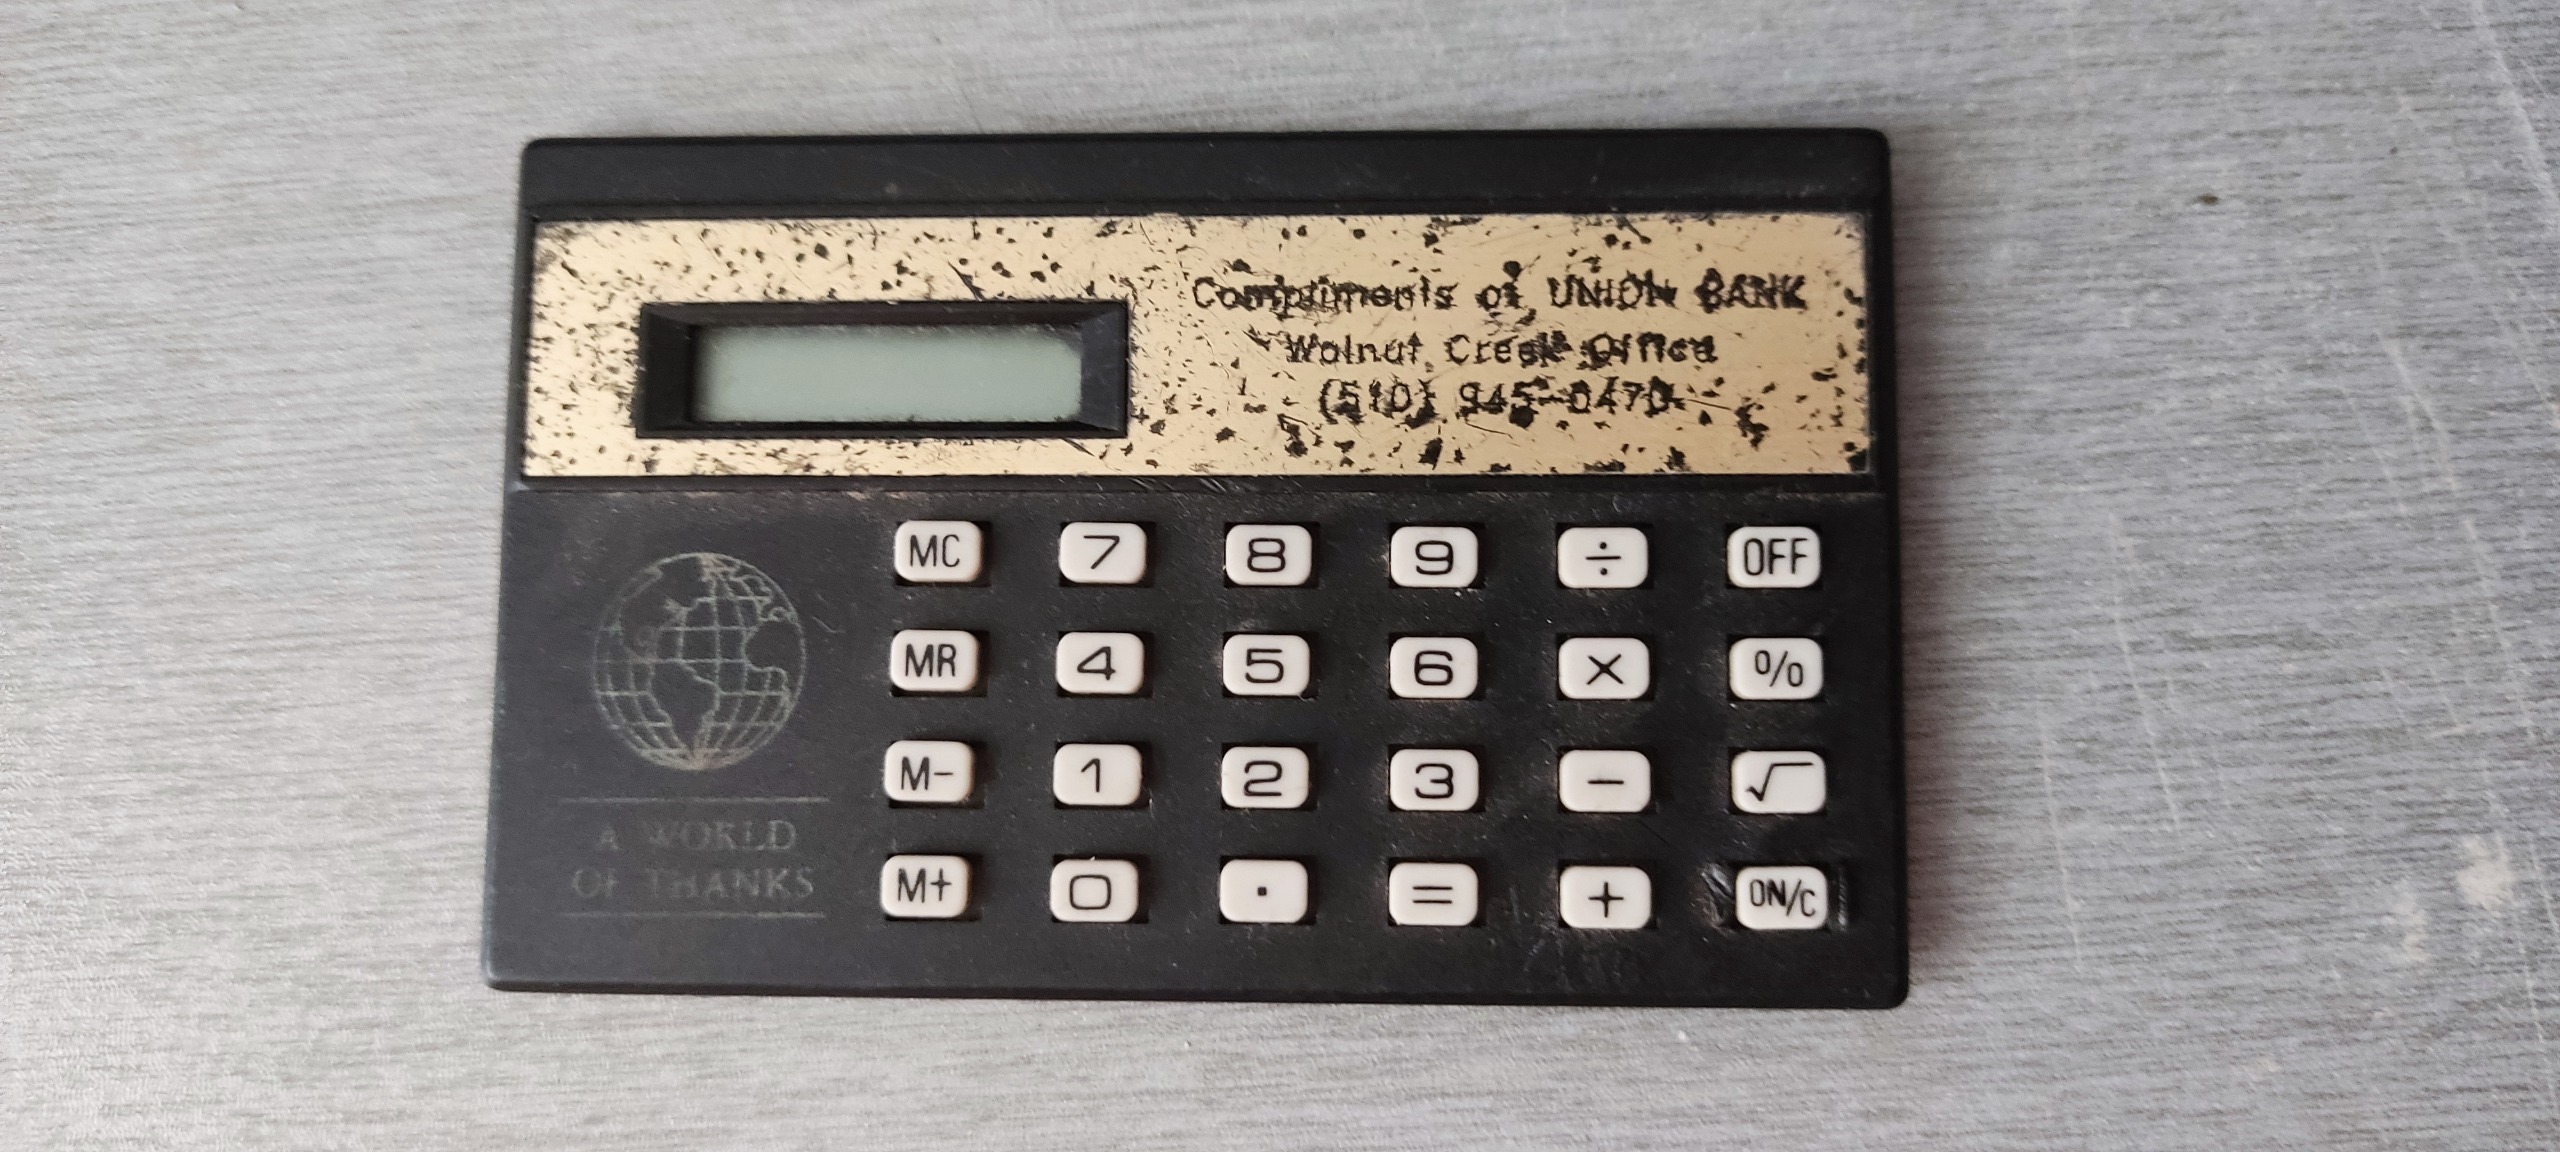 Compliments of UNION BANK
Walnut Creek Office
(510) 945-0470
MC 7 8 9 ÷ OFF
MR 4 5 6 × %
M- 1 2 3 - √
M+ 0 . = + ON/C
A WORLD
OF THANKS